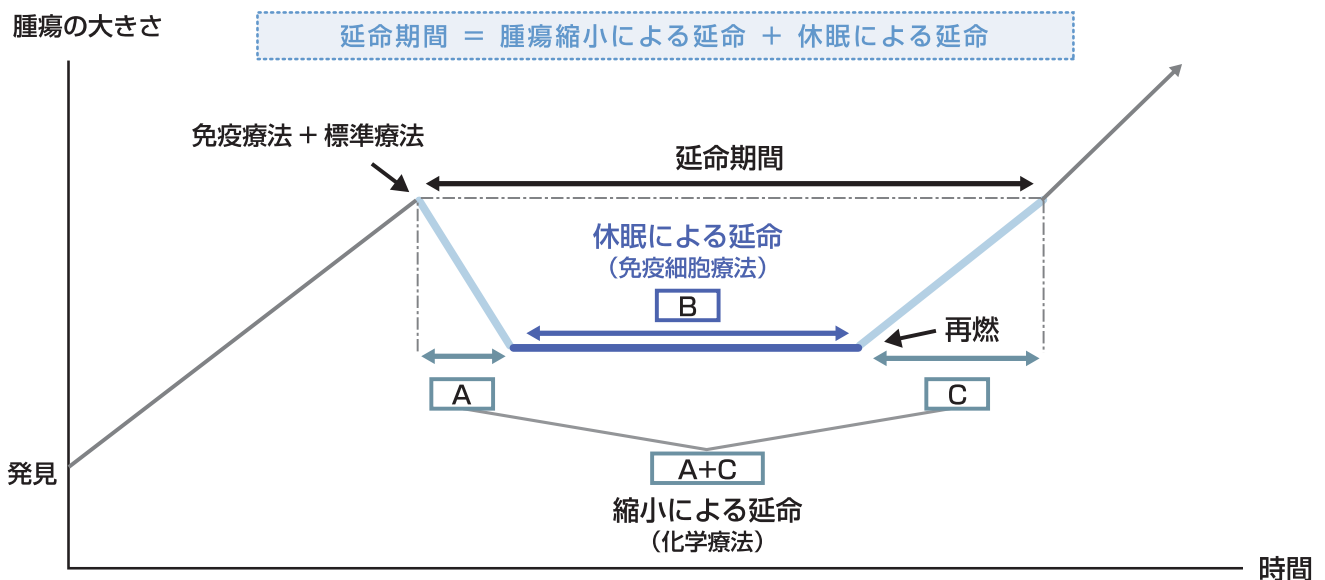 腫瘍の大きさ
延命期間 = 腫瘍縮小による延命 + 休眠による延命
免疫療法 + 標準療法
延命期間
休眠による延命
(免疫細胞療法)
B
再燃
A
C
A+C
発見
縮小による延命
(化学療法)
時間